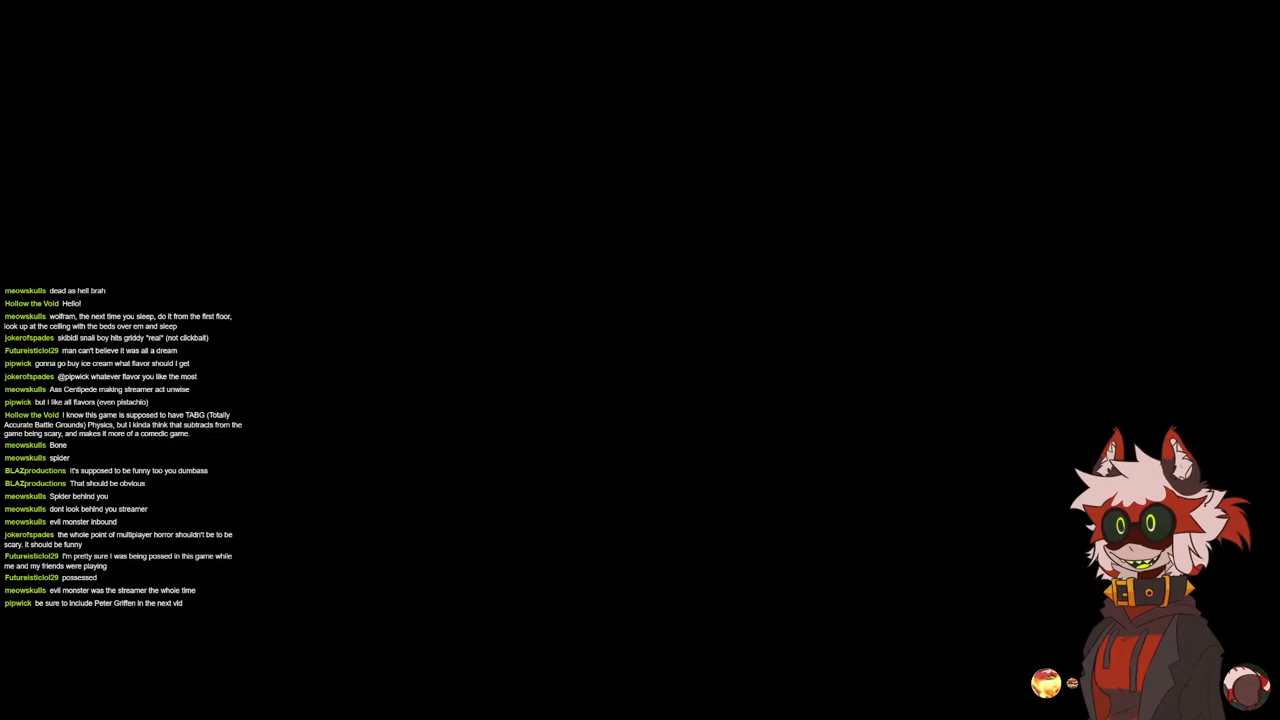 meowskulls dead as hell brah
Hollow the Void Hello!
meowskulls wolfram, the next time you sleep, do it from the first floor,
look up at the ceiling with the beds over em and sleep
jokerofspades skibidi snail boy hits griddy "real" (not clickbait)
Futureisticlol29 man can't believe it was all a dream
pipwick gonna go buy ice cream what flavor should I get
jokerofspades @pipwick whatever flavor you like the most
meowskulls Ass Centipede making streamer act unwise
pipwick but I like all flavors (even pistachio)
Hollow the Void I know this game is supposed to have TABG (Totally
Accurate Battle Grounds) Physics, but I kinda think that subtracts from the
game being scary, and makes it more of a comedic game.
meowskulls Bone
meowskulls spider
BLAZproductions It's supposed to be funny too you dumbass
BLAZproductions That should be obvious
meowskulls Spider behind you
meowskulls dont look behind you streamer
meowskulls evil monster inbound
jokerofspades the whole point of multiplayer horror shouldn't be to be
scary. it should be funny
Futureisticlol29 I'm pretty sure I was being possed in this game while
me and my friends were playing
Futureisticlol29 possessed
meowskulls evil monster was the streamer the whole time
pipwick be sure to include Peter Griffen in the next vid